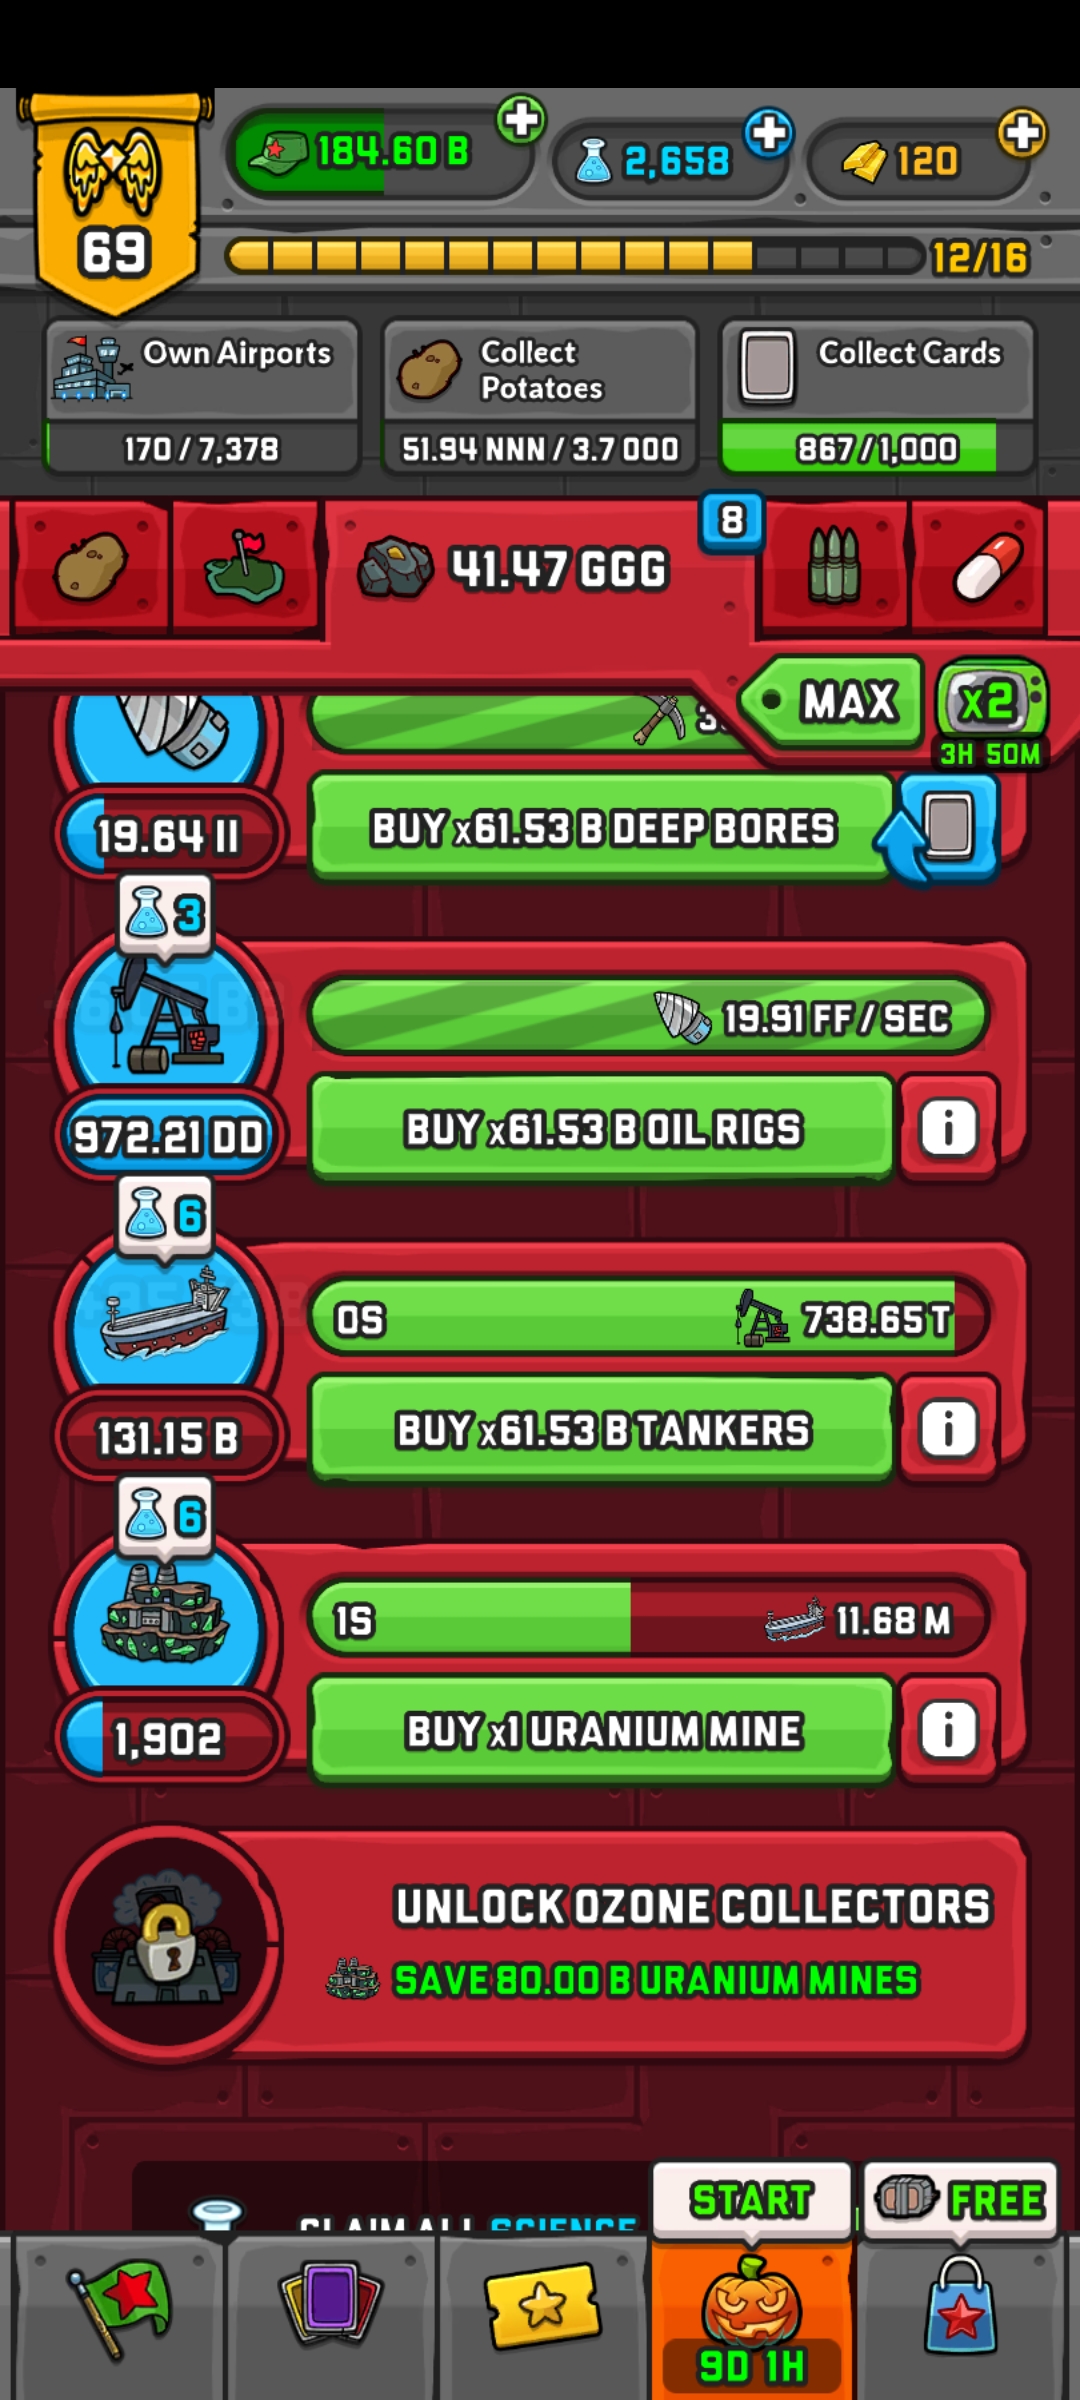 69
184.60 B
2,658
120
12/16
Own Airports
170 / 7,378
Collect
Potatoes
51.94 NNN / 3.7 OOO
Collect Cards
867 / 1,000
41.47 GGG
8
MAX
x2
3H 50M
19.64 II
BUY x61.53 B DEEP BORES
3
19.91 FF / SEC
972.21 DD
BUY x61.53 B OIL RIGS
6
0S
738.65 T
131.15 B
BUY x61.53 B TANKERS
6
1S
11.68 M
1,902
BUY x1 URANIUM MINE
UNLOCK OZONE COLLECTORS
SAVE 80.00 B URANIUM MINES
CLAIM ALL SCIENCE
START
FREE
9D 1H